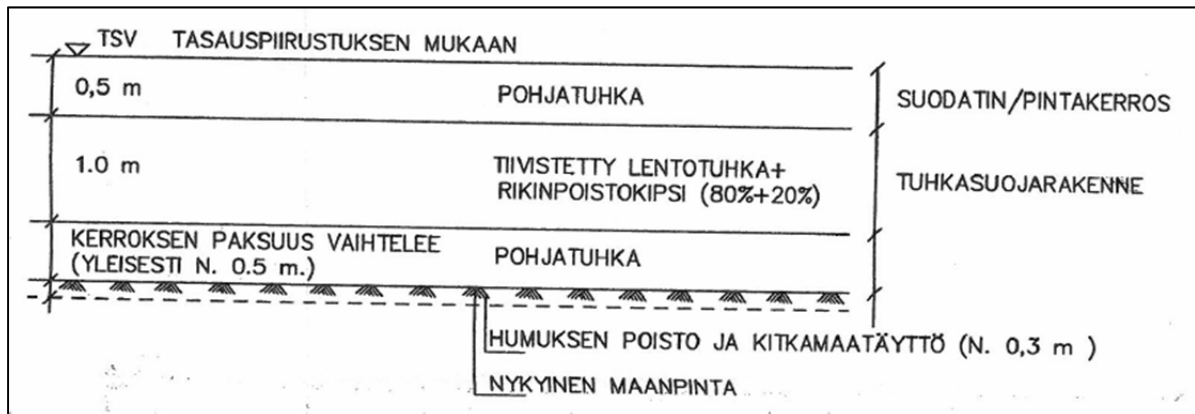 TSV TASAUSPIIRUSTUKSEN MUKAAN
0,5 m POHJATUHKA SUODATIN/PINTAKERROS
1.0 m TIIVISTETTY LENTOTUHKA+
RIKINPOISTOKIPSI (80%+20%) TUHKASUOJARAKENNE
KERROKSEN PAKSUUS VAIHTELEE
(YLEISESTI N. 0.5 m.) POHJATUHKA
HUMUKSEN POISTO JA KITKAMAATÄYTTÖ (N. 0,3 m )
NYKYINEN MAANPINTA